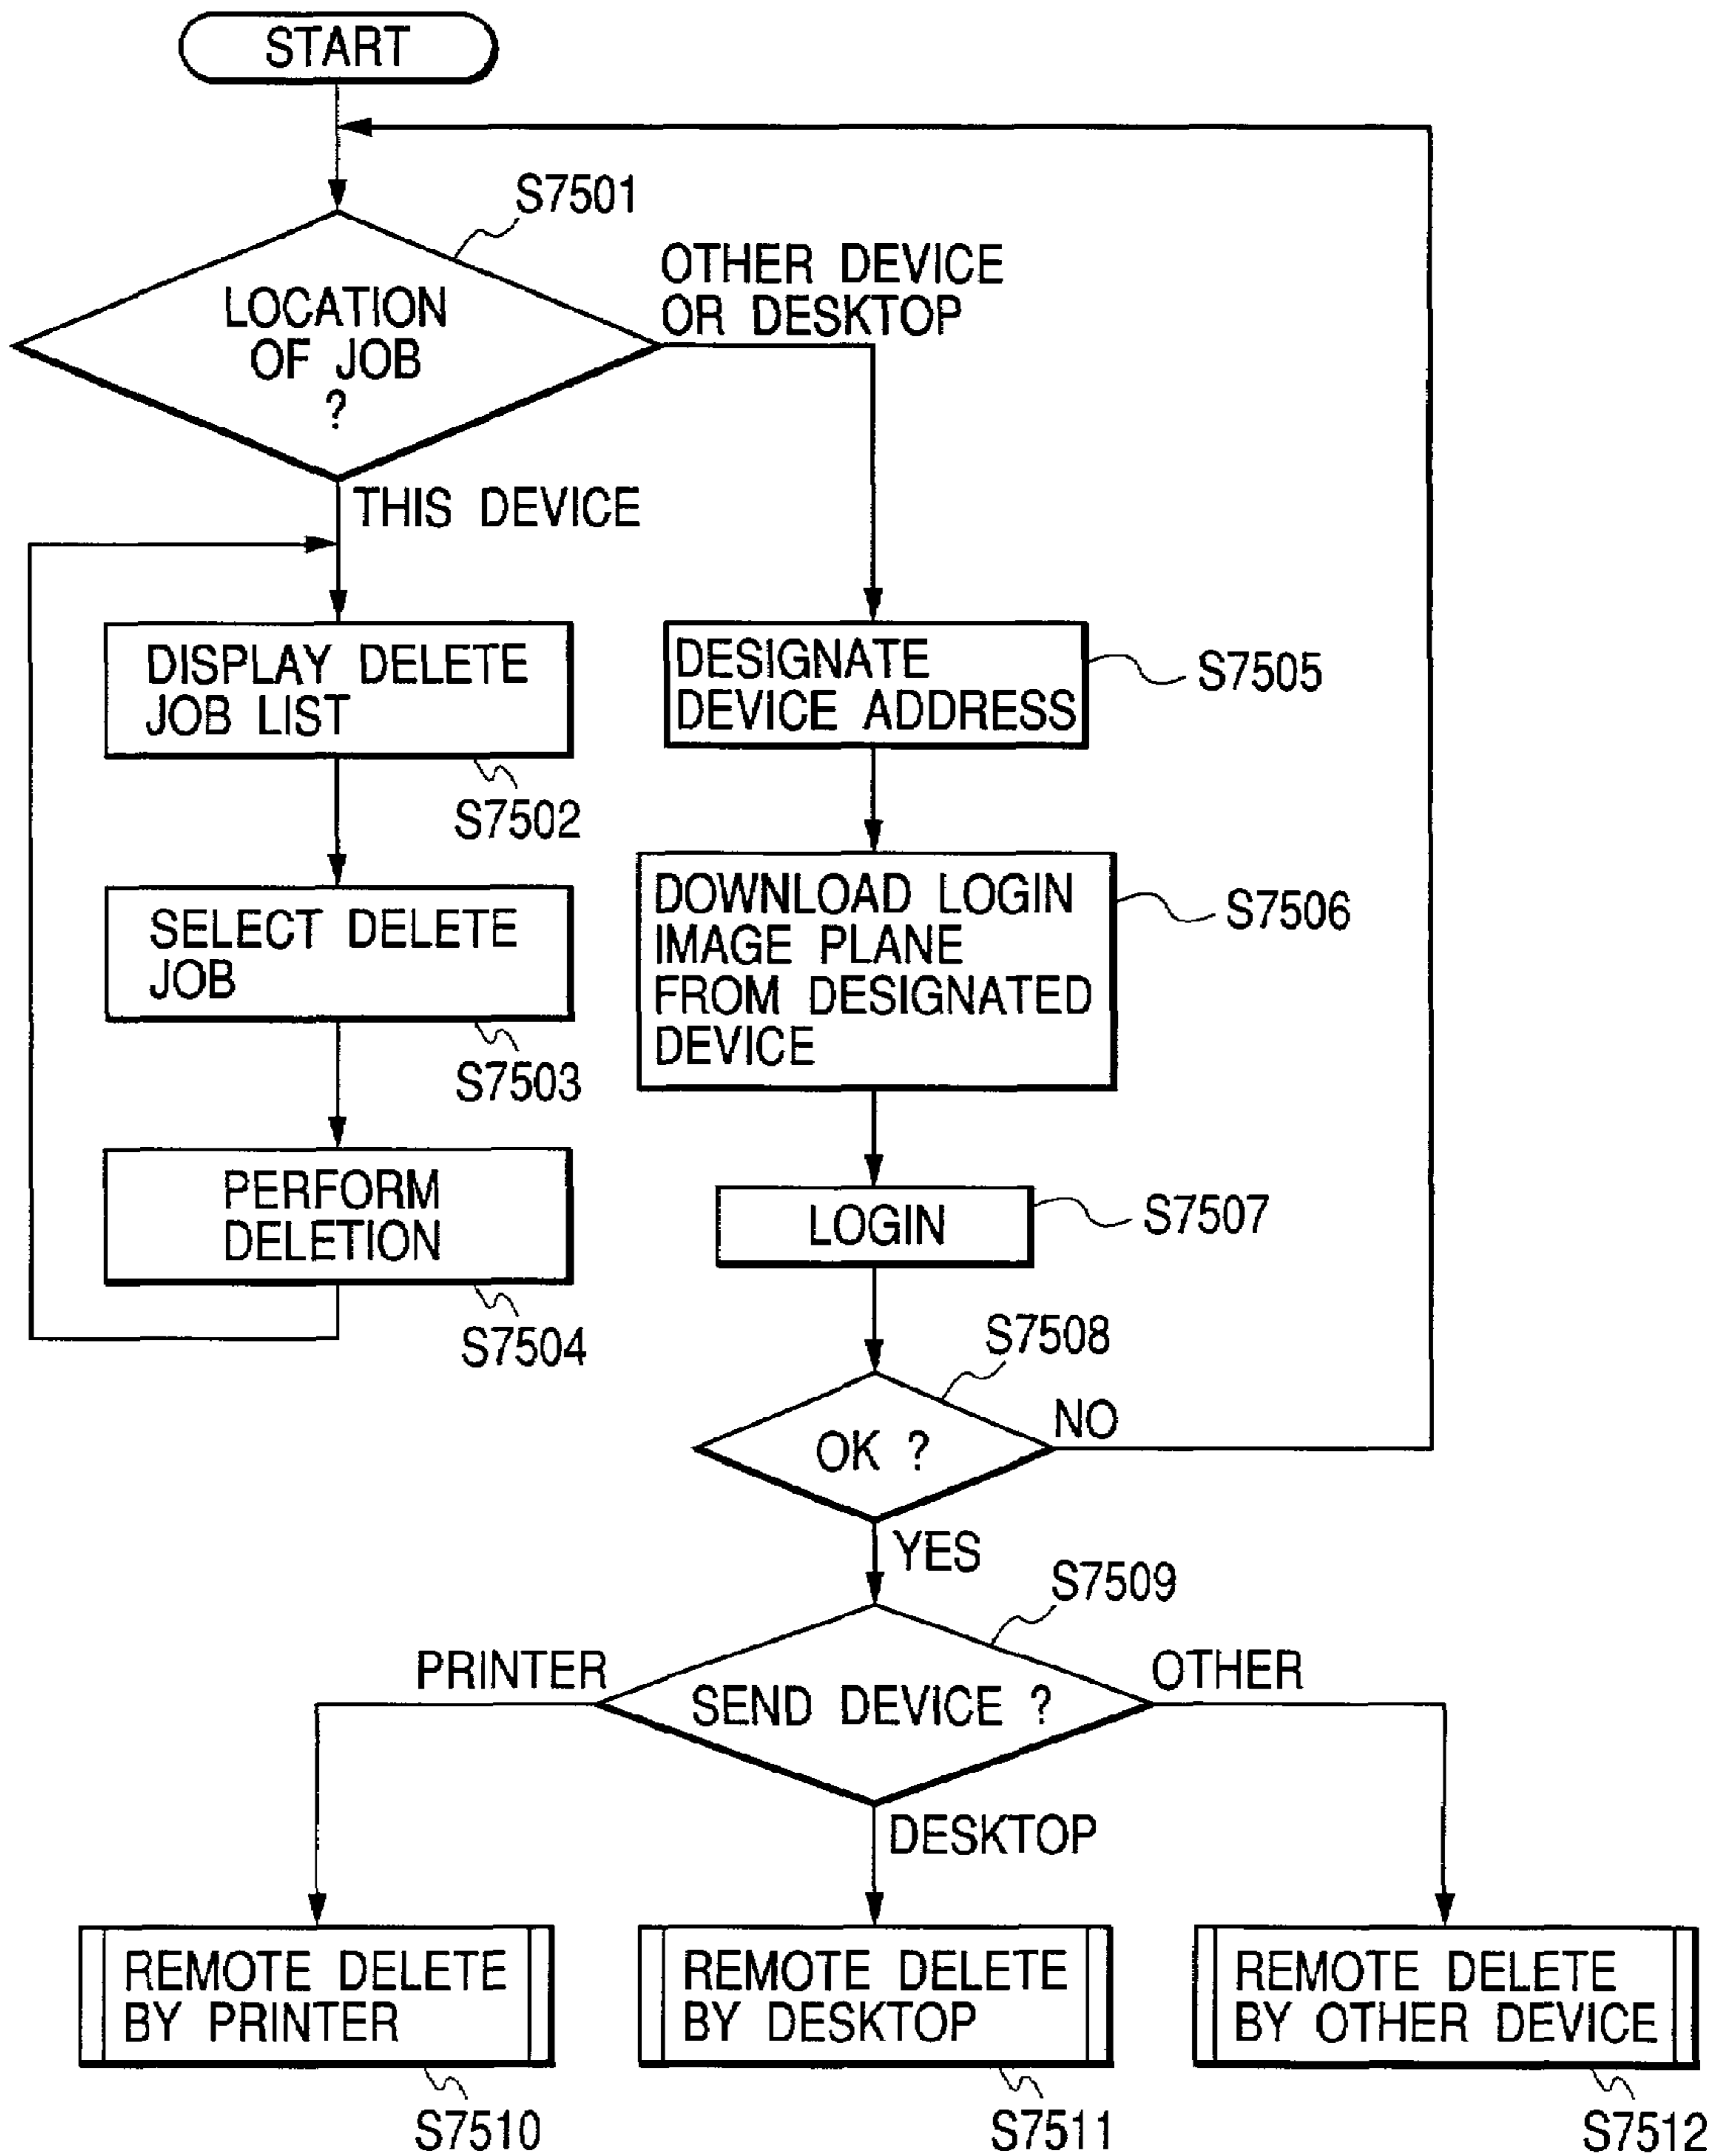 START
S7501
LOCATION
OF JOB
?
OTHER DEVICE
OR DESKTOP
THIS DEVICE
DISPLAY DELETE
JOB LIST
S7502
SELECT DELETE
JOB
S7503
PERFORM
DELETION
S7504
DESIGNATE
DEVICE ADDRESS
S7505
DOWNLOAD LOGIN
IMAGE PLANE
FROM DESIGNATED
DEVICE
S7506
LOGIN
S7507
S7508
OK ?
NO
YES
S7509
SEND DEVICE ?
PRINTER
OTHER
DESKTOP
REMOTE DELETE
BY PRINTER
S7510
REMOTE DELETE
BY DESKTOP
S7511
REMOTE DELETE
BY OTHER DEVICE
S7512